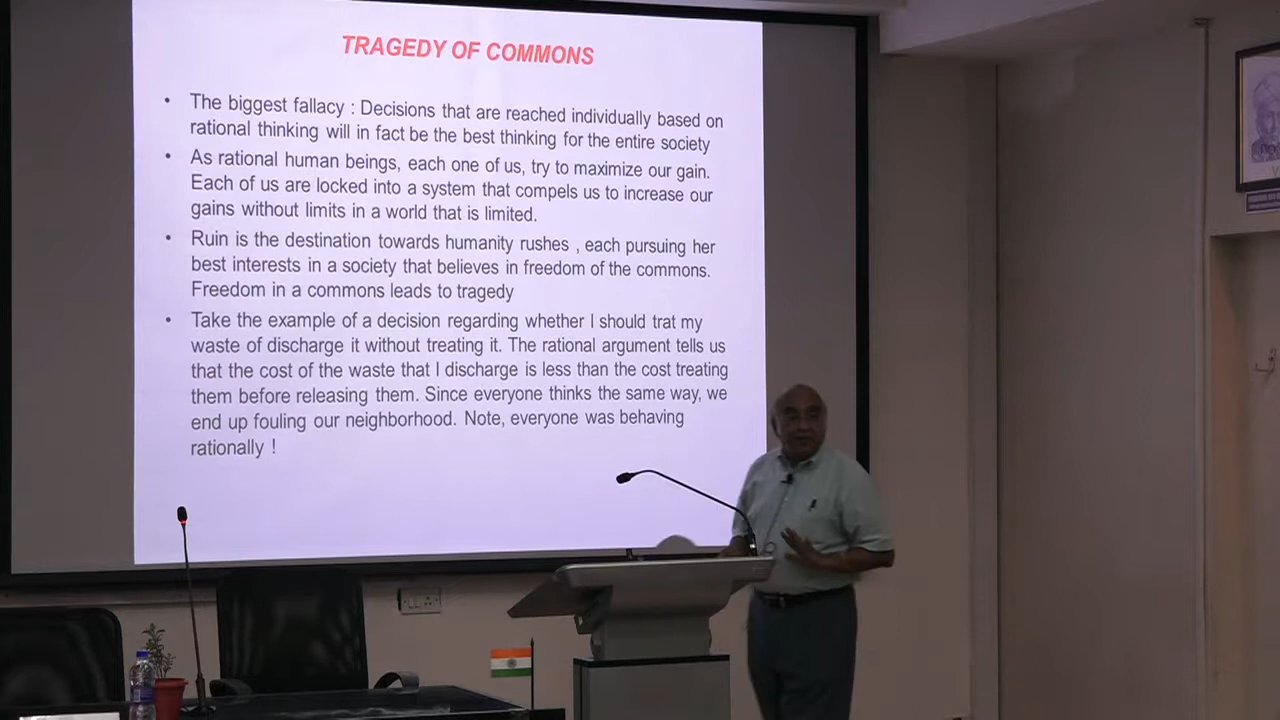 TRAGEDY OF COMMONS
• The biggest fallacy : Decisions that are reached individually based on
rational thinking will in fact be the best thinking for the entire society
• As rational human beings, each one of us, try to maximize our gain.
Each of us are locked into a system that compels us to increase our
gains without limits in a world that is limited.
• Ruin is the destination towards humanity rushes , each pursuing her
best interests in a society that believes in freedom of the commons.
Freedom in a commons leads to tragedy
• Take the example of a decision regarding whether I should trat my
waste of discharge it without treating it. The rational argument tells us
that the cost of the waste that I discharge is less than the cost treating
them before releasing them. Since everyone thinks the same way, we
end up fouling our neighborhood. Note, everyone was behaving
rationally !